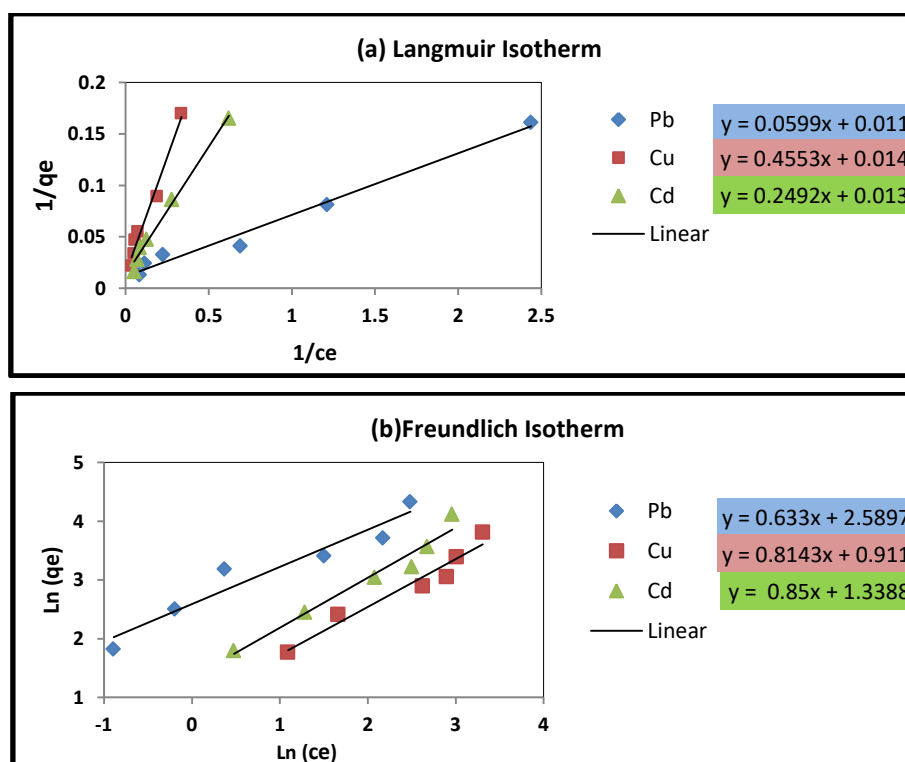 (a) Langmuir Isotherm
0.2
0.15
0.1
0.05
0
0 0.5 1 1.5 2 2.5
1/qe
1/ce
Pb y = 0.0599x + 0.011
Cu y = 0.4553x + 0.014
Cd y = 0.2492x + 0.013
Linear
(b)Freundlich Isotherm
5
4
3
2
1
-1 0 1 2 3 4
Ln (qe)
Ln (ce)
Pb y = 0.633x + 2.5897
Cu y = 0.8143x + 0.911
Cd y = 0.85x + 1.3388
Linear